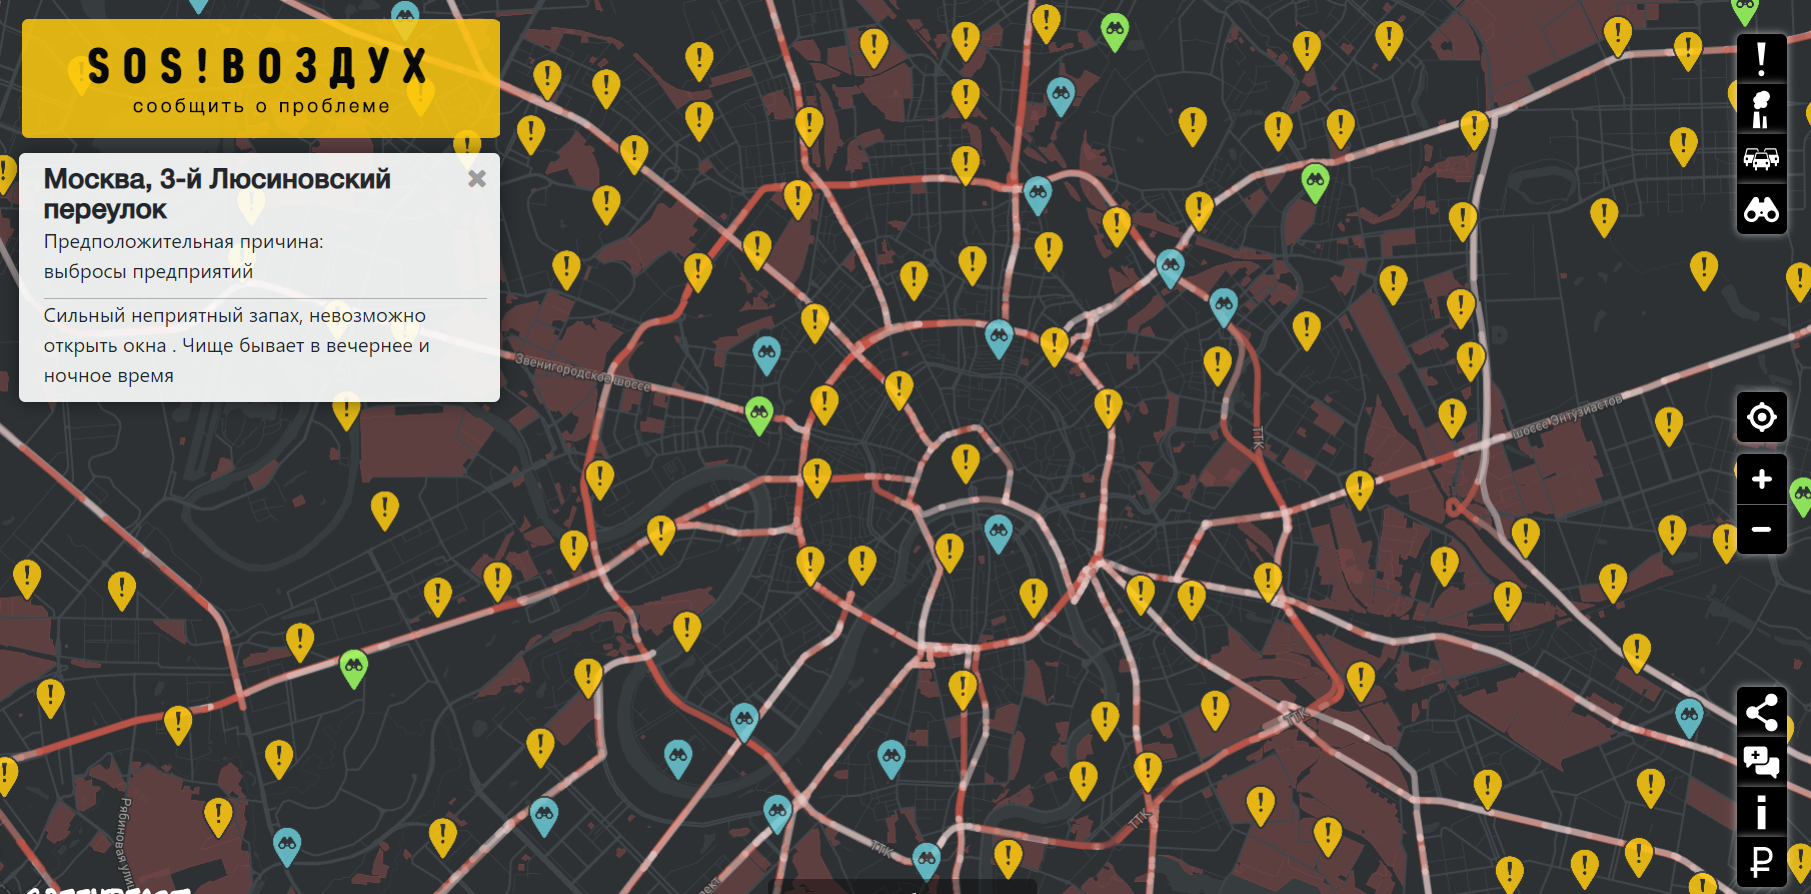 SOS!ВОЗДУХ
сообщить о проблеме
Москва, 3-й Люсиновский
переулок
Предположительная причина:
выбросы предприятий
Сильный неприятный запах, невозможно
открыть окна . Чище бывает в вечернее и
ночное время
Звенигородское шоссе
шоссе Энтузиастов
ТТК
ТТК
ТТК
ТТК